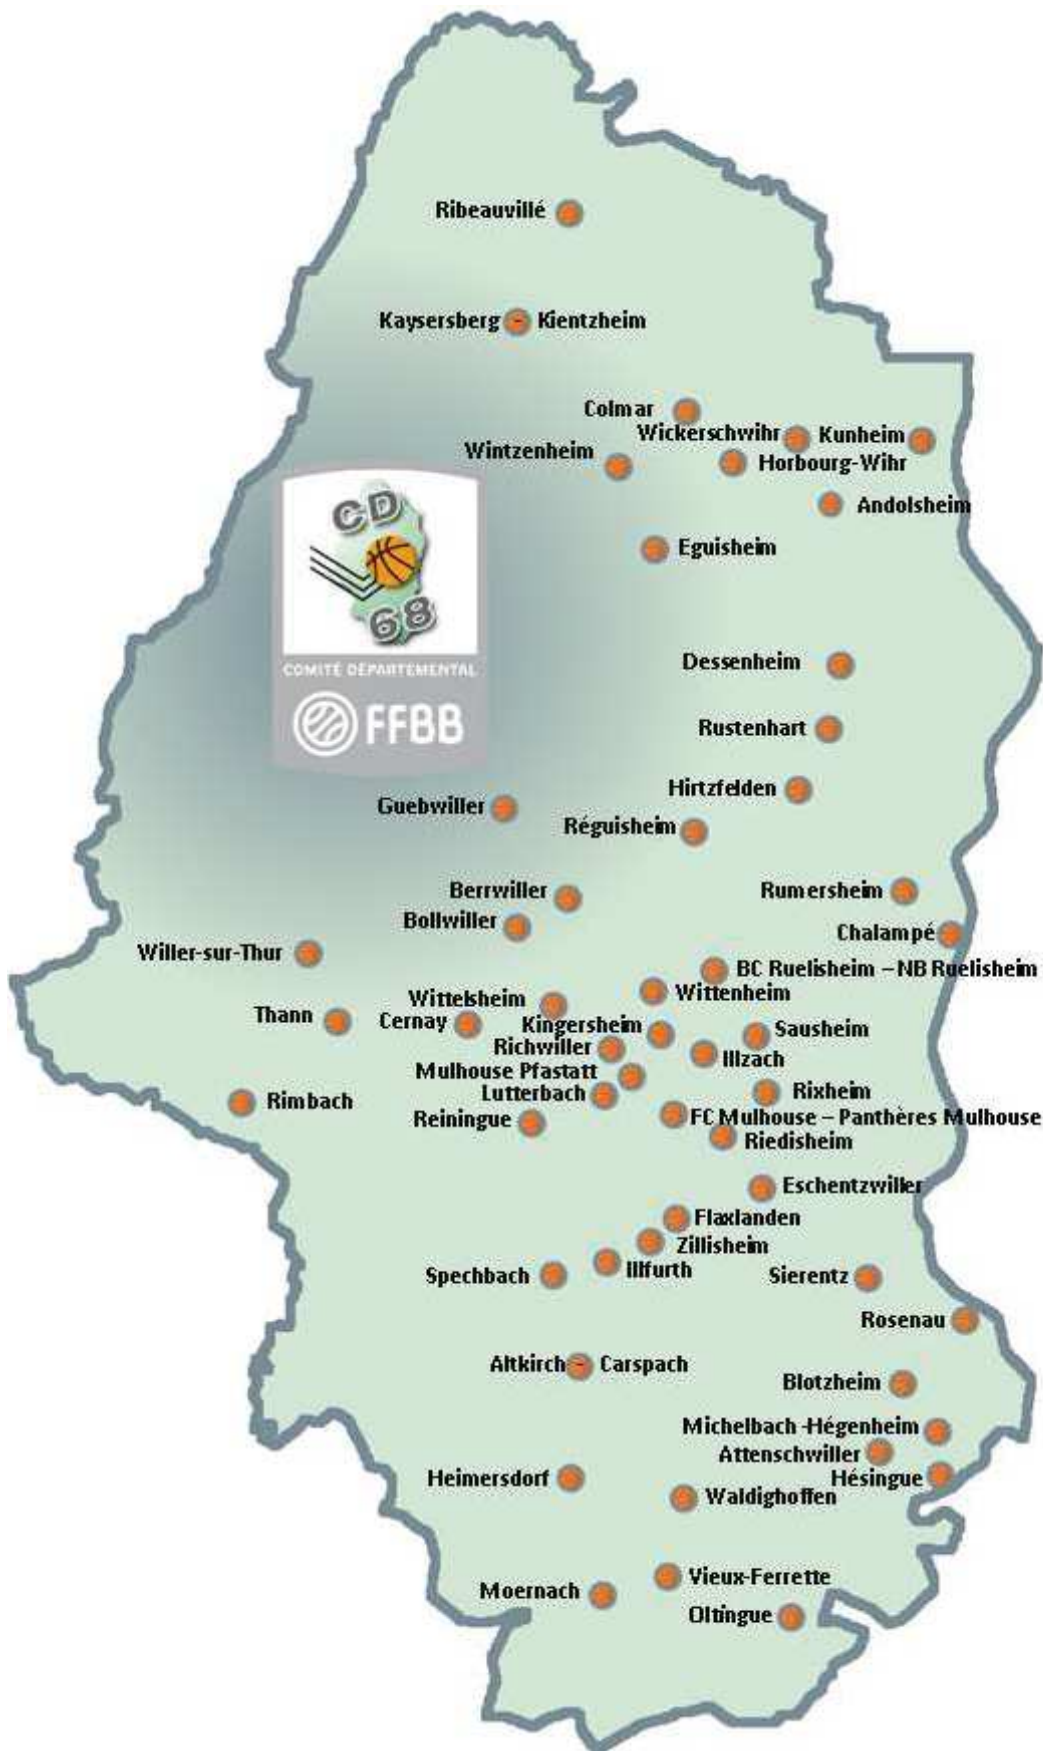 Ribeauvillé
Kaysersberg - Kientzheim
Colmar
Wickerschwihr
Kunheim
Wintzenheim
Horbourg-Wihr
CD
68
COMITÉ DÉPARTEMENTAL
FFBB
Andolsheim
Eguisheim
Dessenheim
Rustenhart
Hirtzfelden
Guebwiller
Réguisheim
Berrwiller
Rumersheim
Bollwiller
Chalampé
Willer-sur-Thur
BC Ruelisheim – NB Ruelisheim
Wittenheim
Wittelsheim
Thann
Cernay
Kingersheim
Sausheim
Richwiller
Illzach
Mulhouse Pfastatt
Lutterbach
Rixheim
Rimbach
Reiningue
FC Mulhouse – Panthères Mulhouse
Riedisheim
Eschentzwiller
Flaxlanden
Zillisheim
Illfurth
Spechbach
Sierentz
Rosenau
Altkirch - Carspach
Blotzheim
Michelbach -Hégenheim
Attenschwiller
Heimersdorf
Hésingue
Waldighoffen
Vieux-Ferrette
Moernach
Oltingue